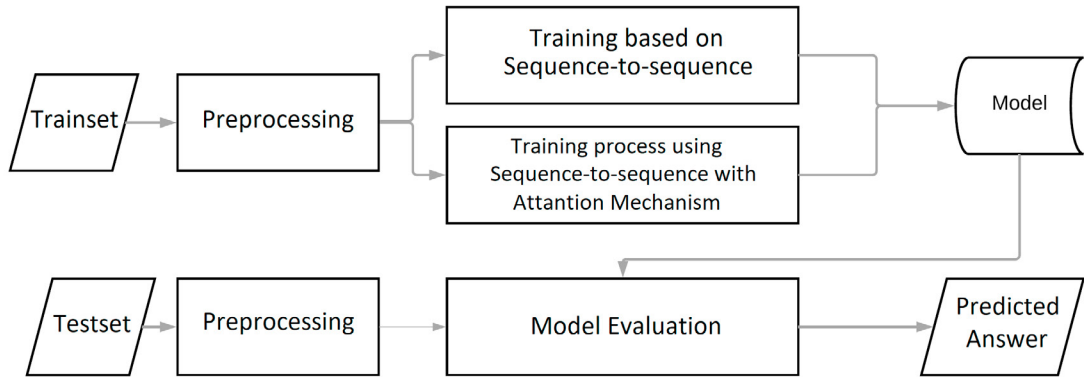 Trainset
Preprocessing
Training based on
Sequence-to-sequence
Training process using
Sequence-to-sequence with
Attantion Mechanism
Model
Testset
Preprocessing
Model Evaluation
Predicted
Answer